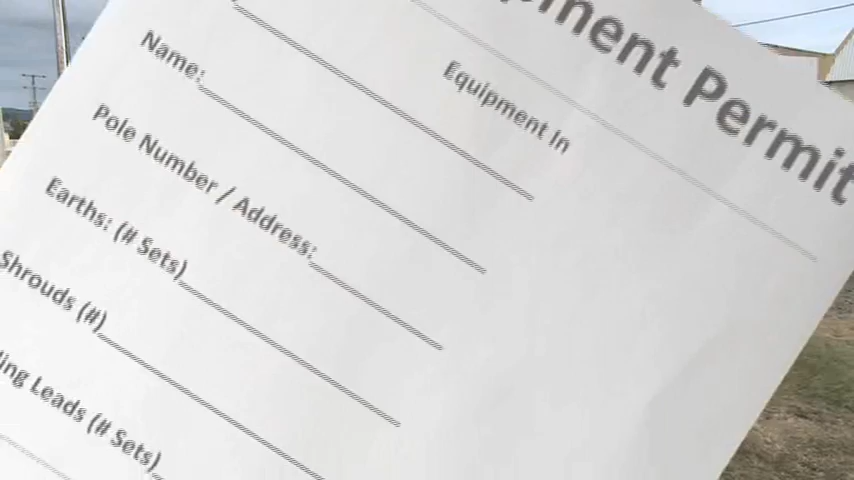 Permit
Equipment In
Name:
Pole Number / Address:
Earths: (# Sets)
Shrouds (#)
Leads (# Sets)